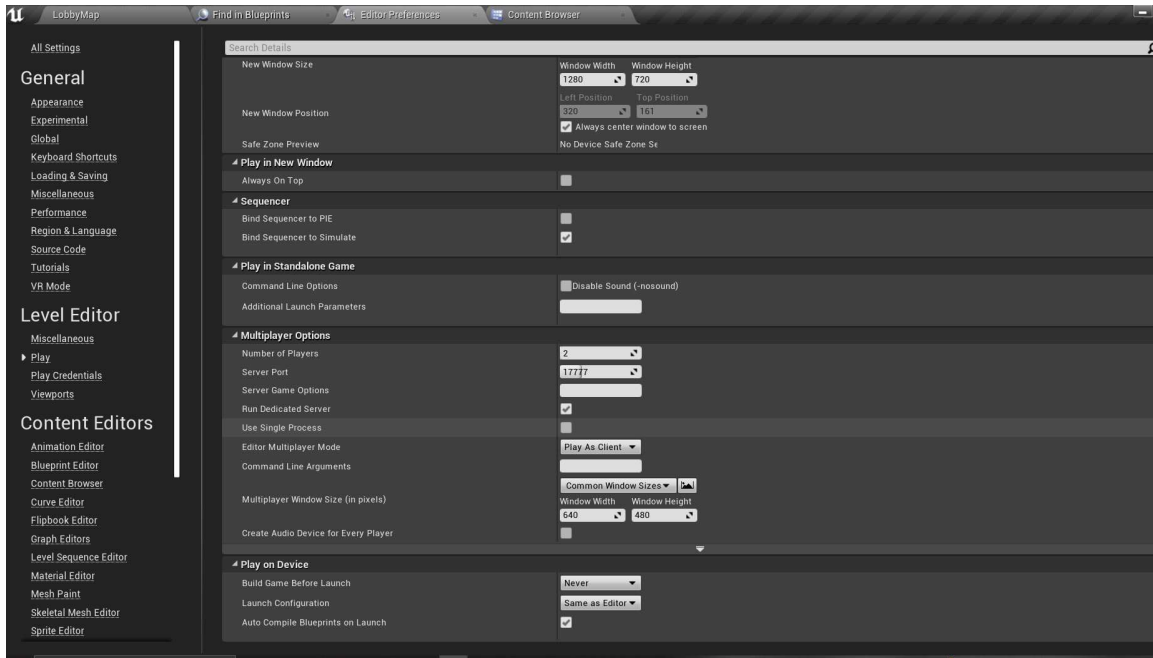 LobbyMap
Find in Blueprints
Editor Preferences
Content Browser
All Settings
General
Appearance
Experimental
Global
Keyboard Shortcuts
Loading & Saving
Miscellaneous
Performance
Region & Language
Source Code
Tutorials
VR Mode
Level Editor
Miscellaneous
Play
Play Credentials
Viewports
Content Editors
Animation Editor
Blueprint Editor
Content Browser
Curve Editor
Flipbook Editor
Graph Editors
Level Sequence Editor
Material Editor
Mesh Paint
Skeletal Mesh Editor
Sprite Editor
Search Details
New Window Size
Window Width Window Height
1280 720
Left Position Top Position
New Window Position
320 161
Always center window to screen
Safe Zone Preview No Device Safe Zone Se
Play in New Window
Always On Top
Sequencer
Bind Sequencer to PIE
Bind Sequencer to Simulate
Play in Standalone Game
Command Line Options Disable Sound (-nosound)
Additional Launch Parameters
Multiplayer Options
Number of Players 2
Server Port 17777
Server Game Options
Run Dedicated Server
Use Single Process
Editor Multiplayer Mode Play As Client
Command Line Arguments
Common Window Sizes
Multiplayer Window Size (in pixels) Window Width Window Height
640 480
Create Audio Device for Every Player
Play on Device
Build Game Before Launch Never
Launch Configuration Same as Editor
Auto Compile Blueprints on Launch